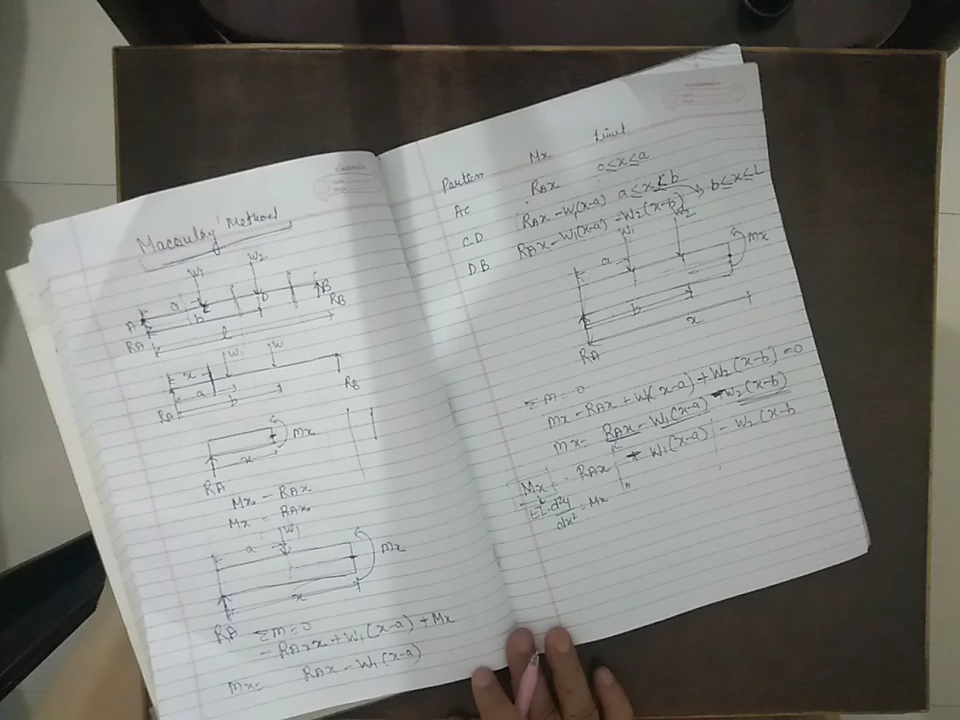 Macaulay Method
W1 W2
a D B
A b RB
RA l
x W1 W
a RB
RA b
Mx
x
RA
Mx - RAx
Mx = RAx
W1
a Mx
x
RA Σm=0
- RAxx + W1(x-a) + Mx
Mx = RAx - W1(x-a)
Mx Limit
Portion
AC RAx 0≤x≤a
CD RAx - W1(x-a) a≤x≤b
DB RAx - W1(x-a) - W2(x-b) b≤x≤L
W1 W2
a Mx
b
x
RA
Σm=0
Mx - RAx + W1(x-a) + W2(x-b) = 0
Mx = RAx - W1(x-a) - W2(x-b)
Mx = RAx - W1(x-a) - W2(x-b
EI d²y/dx² = Mx